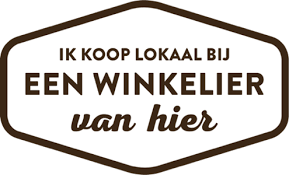 IK KOOP LOKAAL BIJ
EEN WINKELIER
van hier